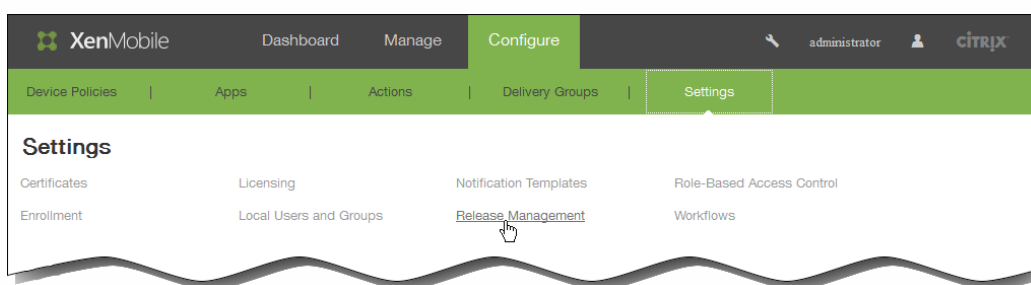 XenMobile Dashboard Manage Configure administrator CITRIX
Device Policies | Apps | Actions | Delivery Groups | Settings
Settings
Certificates Licensing Notification Templates Role-Based Access Control
Enrollment Local Users and Groups Release Management Workflows